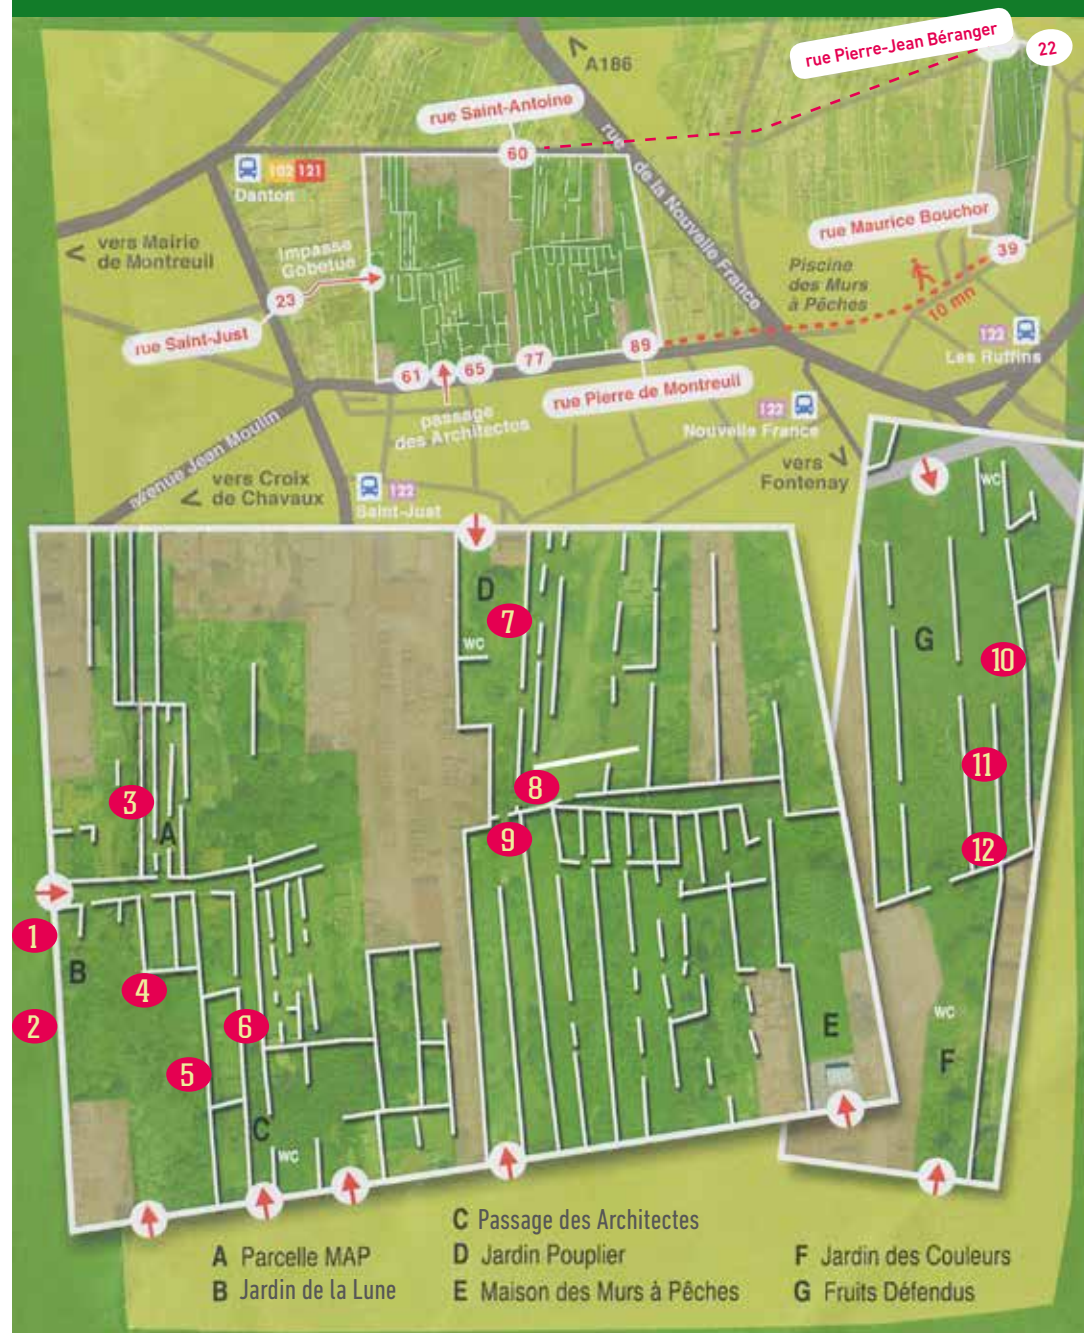 rue Pierre-Jean Béranger
22
A186
rue Saint-Antoine
60
rue de la Nouvelle France
102 121
Danton
vers Mairie
de Montreuil
Impasse
Gobetue
23
rue Saint-Just
rue Maurice Bouchor
39
Piscine
des Murs
à Pêches
10 mn
122
Les Ruffins
61
65
77
89
rue Pierre de Montreuil
passage
des Architectes
122
Nouvelle France
avenue Jean Moulin
vers Croix
de Chavaux
122
Saint-Just
vers
Fontenay
WC
D
7
WC
G
10
3
A
8
9
11
12
1
B
4
2
6
5
E
WC
F
C
WC
A Parcelle MAP
B Jardin de la Lune
C Passage des Architectes
D Jardin Pouplier
E Maison des Murs à Pêches
F Jardin des Couleurs
G Fruits Défendus